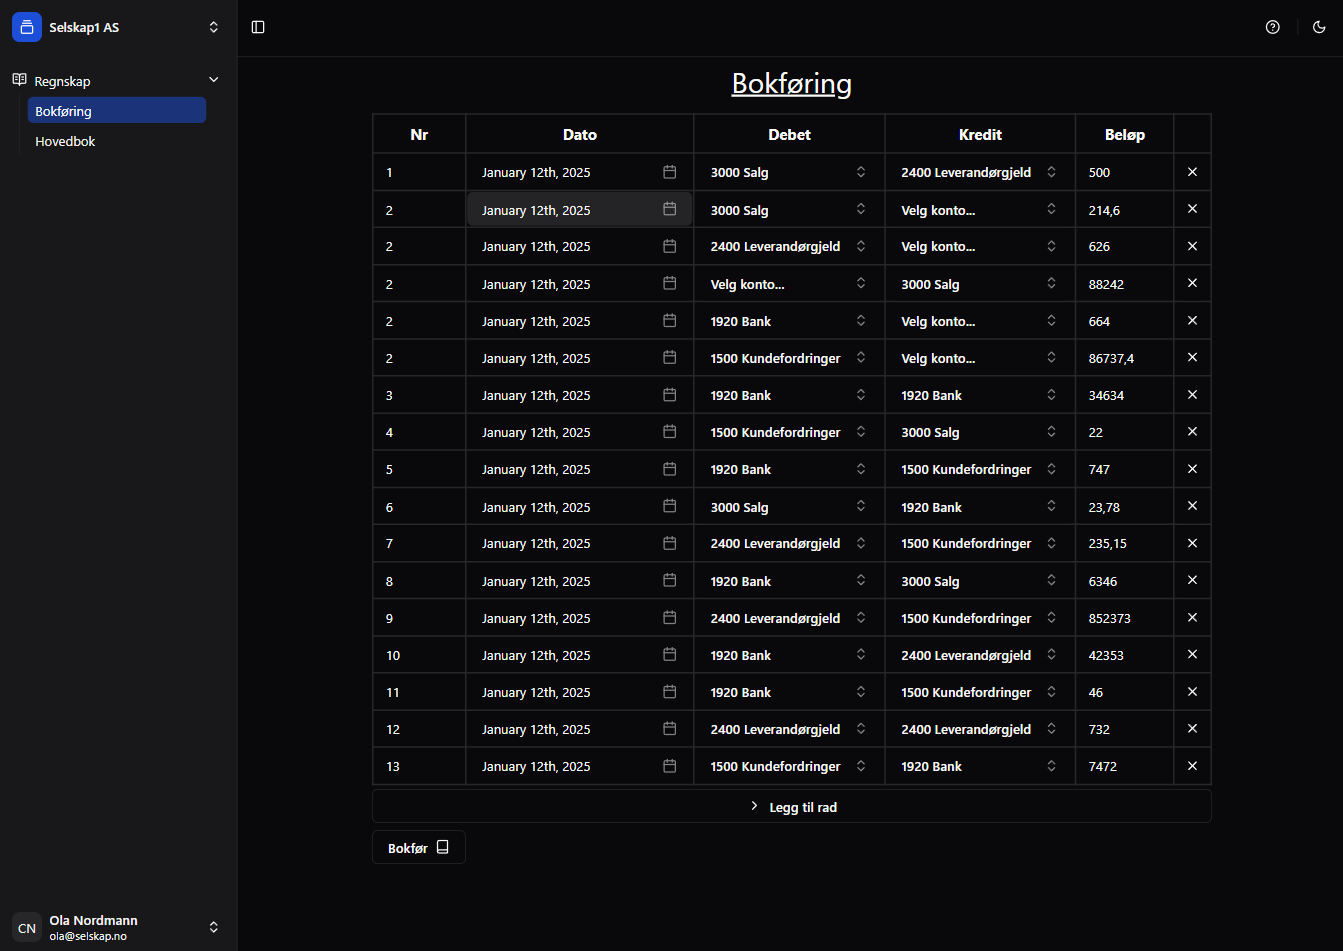 Selskap1 AS
Regnskap
Bokføring
Hovedbok
Bokføring
Nr Dato Debet Kredit Beløp
1 January 12th, 2025 3000 Salg 2400 Leverandørgjeld 500
2 January 12th, 2025 3000 Salg Velg konto... 214,6
2 January 12th, 2025 2400 Leverandørgjeld Velg konto... 626
2 January 12th, 2025 Velg konto... 3000 Salg 88242
2 January 12th, 2025 1920 Bank Velg konto... 664
2 January 12th, 2025 1500 Kundefordringer Velg konto... 86737,4
3 January 12th, 2025 1920 Bank 1920 Bank 34634
4 January 12th, 2025 1500 Kundefordringer 3000 Salg 22
5 January 12th, 2025 1920 Bank 1500 Kundefordringer 747
6 January 12th, 2025 3000 Salg 1920 Bank 23,78
7 January 12th, 2025 2400 Leverandørgjeld 1500 Kundefordringer 235,15
8 January 12th, 2025 1920 Bank 3000 Salg 6346
9 January 12th, 2025 2400 Leverandørgjeld 1500 Kundefordringer 852373
10 January 12th, 2025 1920 Bank 2400 Leverandørgjeld 42353
11 January 12th, 2025 1920 Bank 1500 Kundefordringer 46
12 January 12th, 2025 2400 Leverandørgjeld 2400 Leverandørgjeld 732
13 January 12th, 2025 1500 Kundefordringer 1920 Bank 7472
Legg til rad
Bokfør
CN
Ola Nordmann
ola@selskap.no